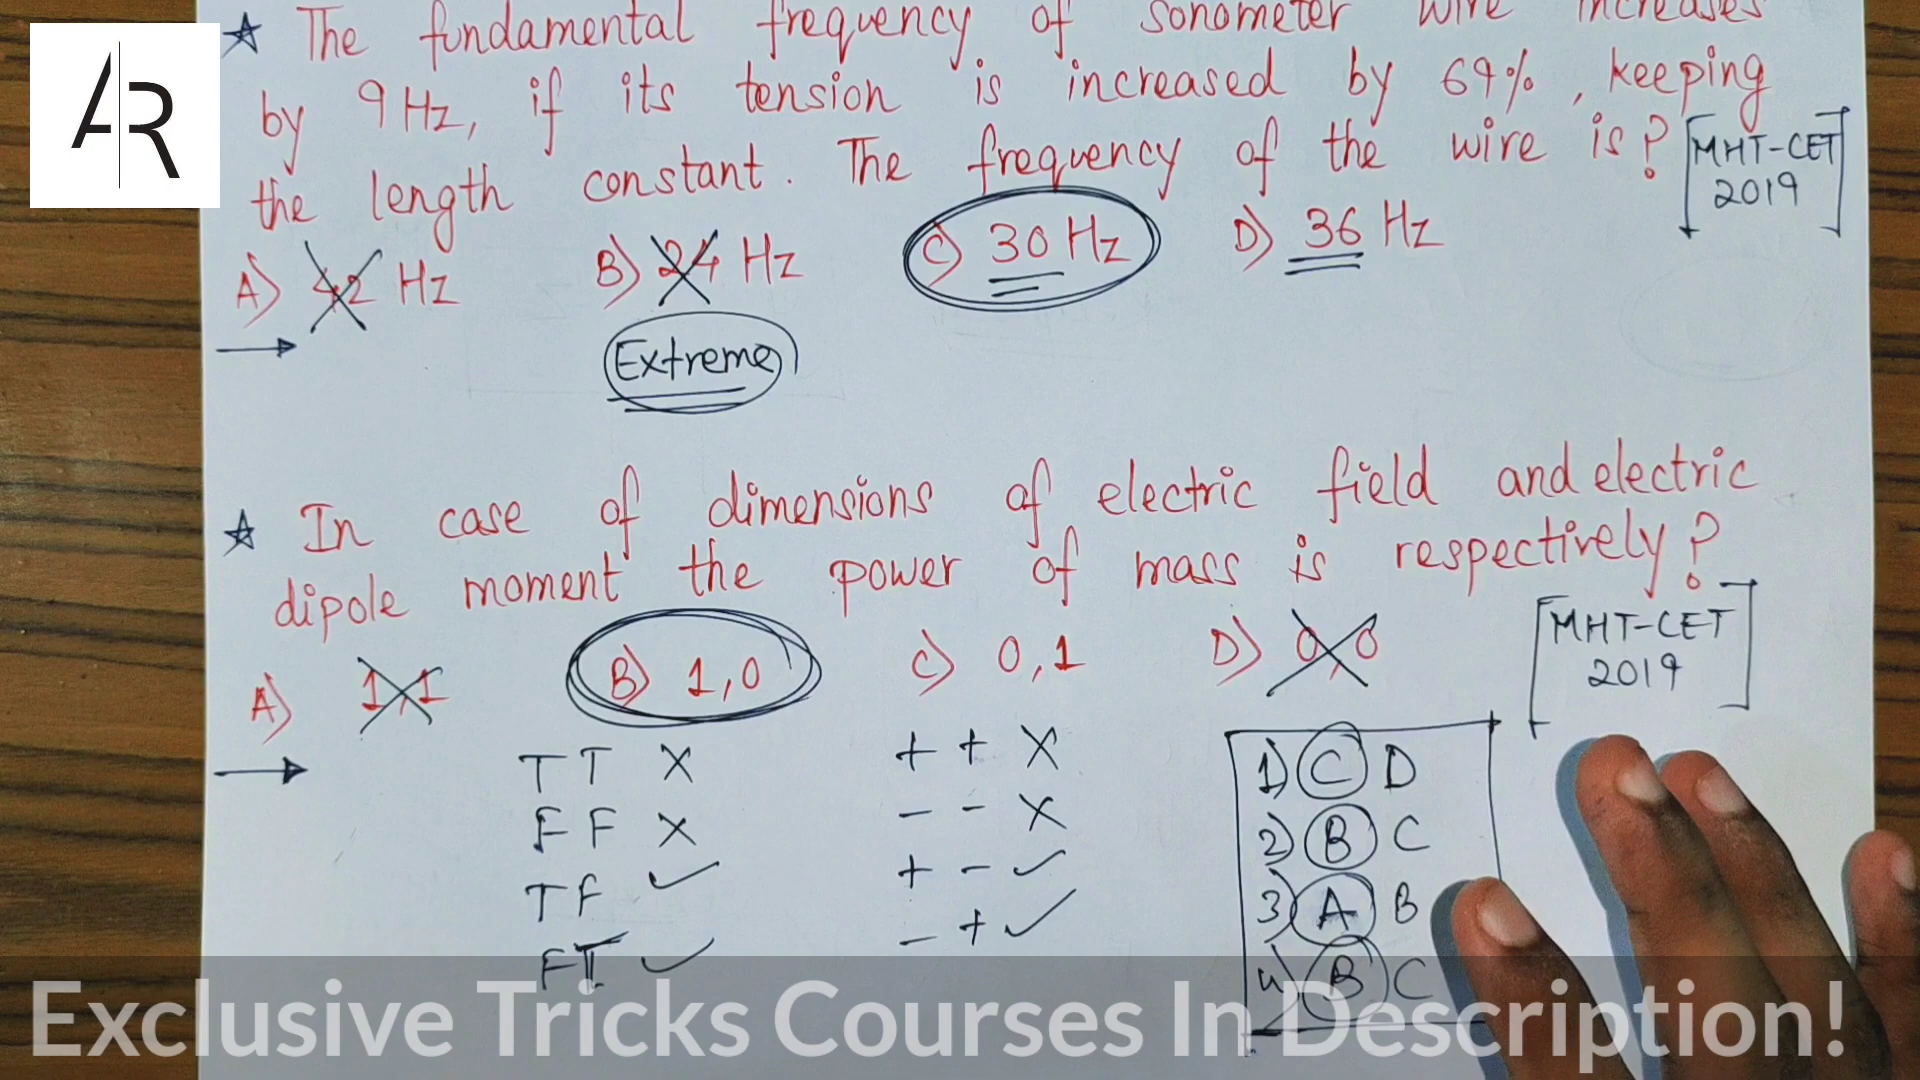 The fundamental frequency of sonometer wire increases
by 9 Hz, if its tension is increased by 69%, keeping
the length constant. The frequency of the wire is?
[MHT-CET
2019]
A) 42 Hz B) 24 Hz C) 30 Hz D) 36 Hz
Extreme
In case of dimensions of electric field and electric
dipole moment the power of mass is respectively?
[MHT-CET
2019]
A) 1,1 B) 1,0 C) 0,1 D) 0,0
T T X + + X 1) C D
F F X - - X 2) B C
T F ✓ + - ✓ 3) A B
F T ✓ - + ✓ 4) B C
AR
Exclusive Tricks Courses In Description!